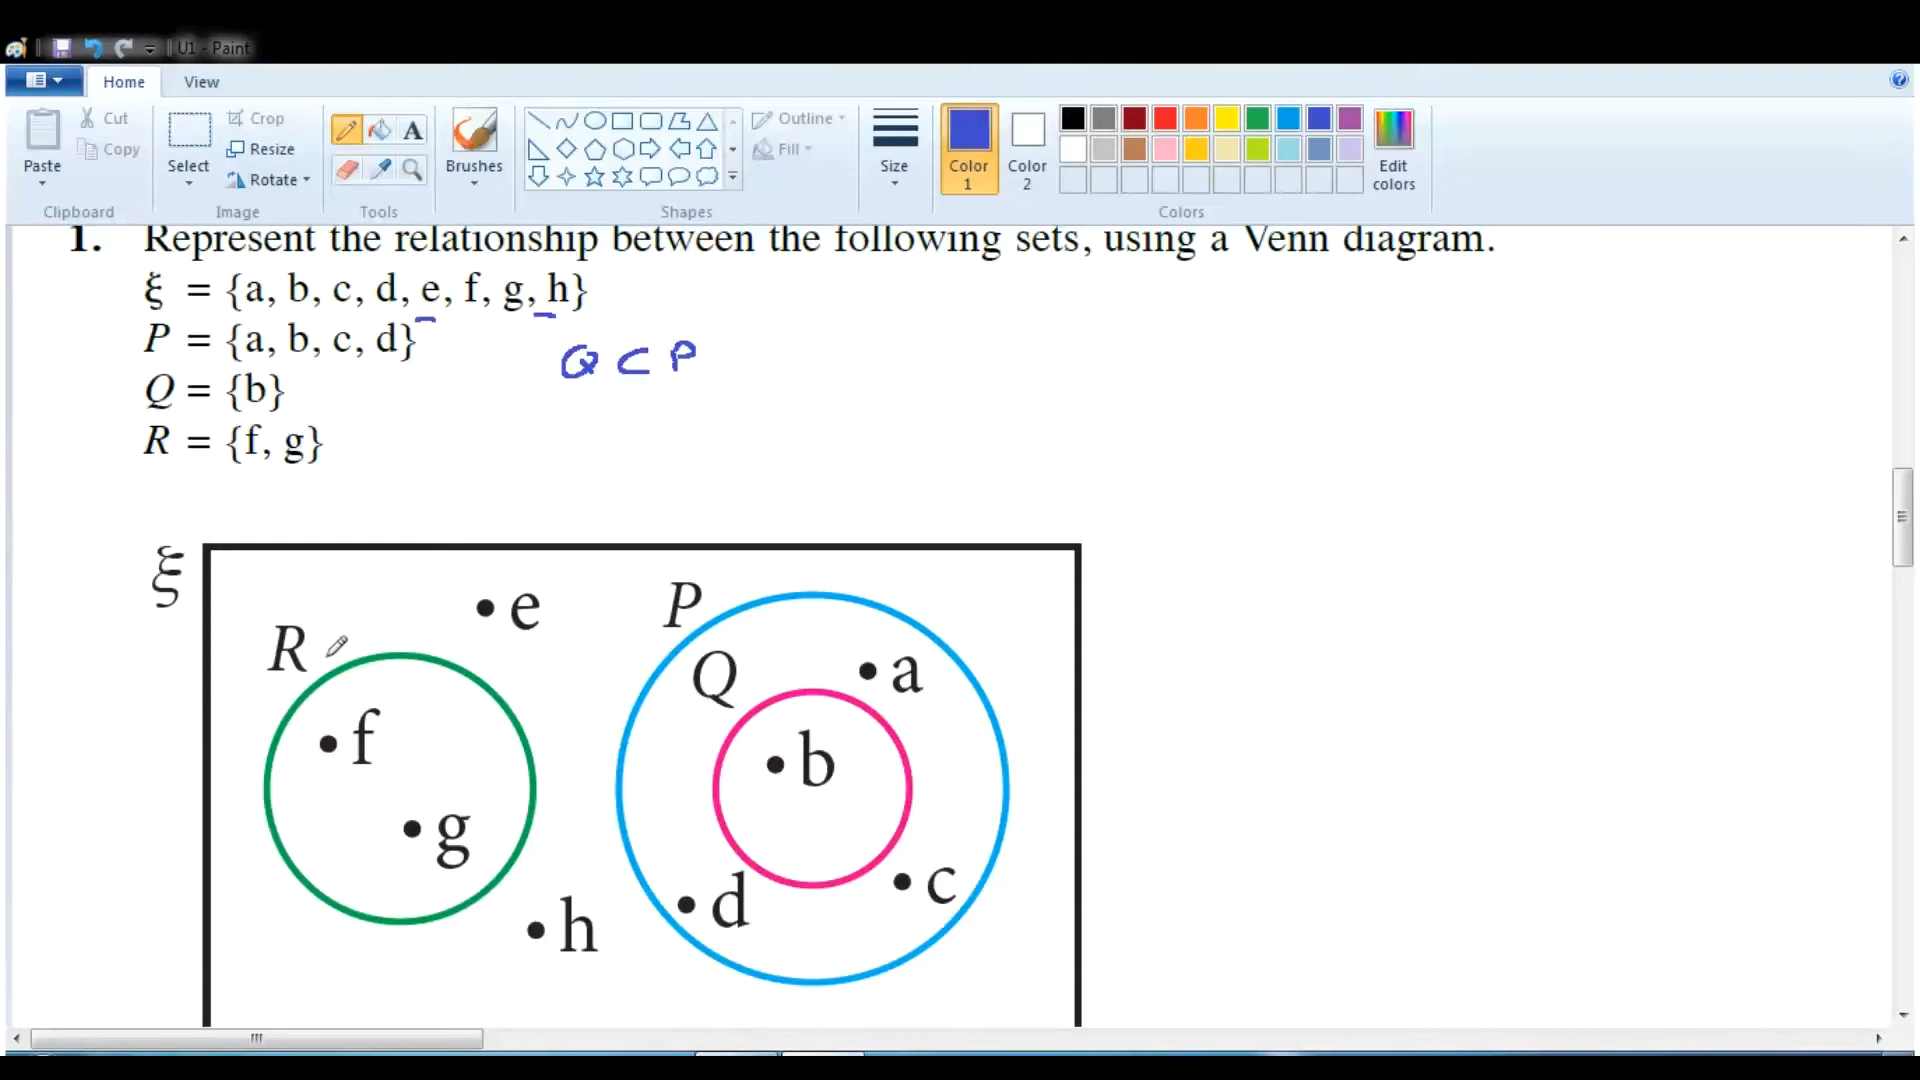 U1 - Paint
Home View
Paste
Cut
Copy
Clipboard
Select
Crop
Resize
Rotate
Image
A
Tools
Brushes
Outline
Fill
Shapes
Size
Color 1
Color 2
Edit colors
Colors
1. Represent the relationship between the following sets, using a Venn diagram.
ξ = {a, b, c, d, e, f, g, h}
P = {a, b, c, d}
Q ⊂ P
Q = {b}
R = {f, g}
ξ
• e
P
R
Q
• a
• f
• b
• g
• d
• c
• h